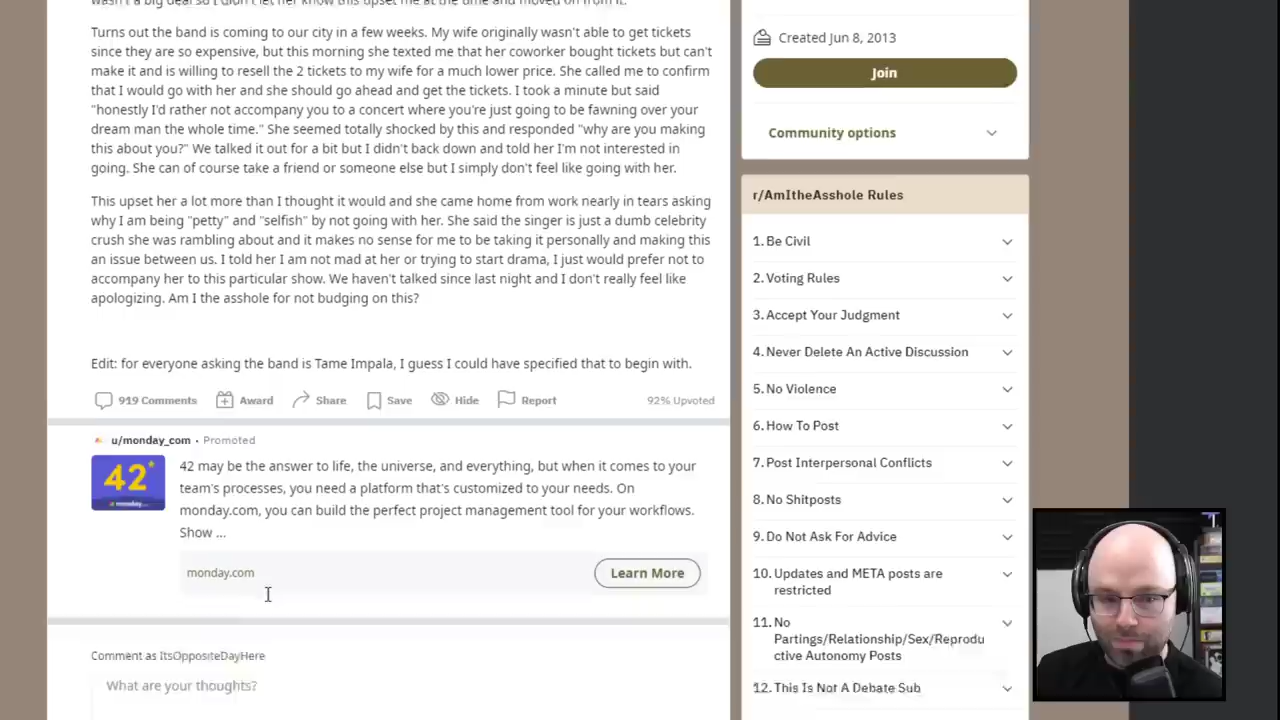 wasn't a big deal so I didn't let her know this upset me at the time and moved on from it.
Turns out the band is coming to our city in a few weeks. My wife originally wasn't able to get tickets
since they are so expensive, but this morning she texted me that her coworker bought tickets but can't
make it and is willing to resell the 2 tickets to my wife for a much lower price. She called me to confirm
that I would go with her and she should go ahead and get the tickets. I took a minute but said
"honestly I'd rather not accompany you to a concert where you're just going to be fawning over your
dream man the whole time." She seemed totally shocked by this and responded "why are you making
this about you?" We talked it out for a bit but I didn't back down and told her I'm not interested in
going. She can of course take a friend or someone else but I simply don't feel like going with her.
This upset her a lot more than I thought it would and she came home from work nearly in tears asking
why I am being "petty" and "selfish" by not going with her. She said the singer is just a dumb celebrity
crush she was rambling about and it makes no sense for me to be taking it personally and making this
an issue between us. I told her I am not mad at her or trying to start drama, I just would prefer not to
accompany her to this particular show. We haven't talked since last night and I don't really feel like
apologizing. Am I the asshole for not budging on this?
Edit: for everyone asking the band is Tame Impala, I guess I could have specified that to begin with.
919 Comments Award Share Save Hide Report 92% Upvoted
u/monday_com • Promoted
42*
monday.com
42 may be the answer to life, the universe, and everything, but when it comes to your
team's processes, you need a platform that's customized to your needs. On
monday.com, you can build the perfect project management tool for your workflows.
Show ...
monday.com
Learn More
Comment as ItsOppositeDayHere
What are your thoughts?
Created Jun 8, 2013
Join
Community options
r/AmItheAsshole Rules
1. Be Civil
2. Voting Rules
3. Accept Your Judgment
4. Never Delete An Active Discussion
5. No Violence
6. How To Post
7. Post Interpersonal Conflicts
8. No Shitposts
9. Do Not Ask For Advice
10. Updates and META posts are
restricted
11. No
Partings/Relationship/Sex/Reprodu
ctive Autonomy Posts
12. This Is Not A Debate Sub